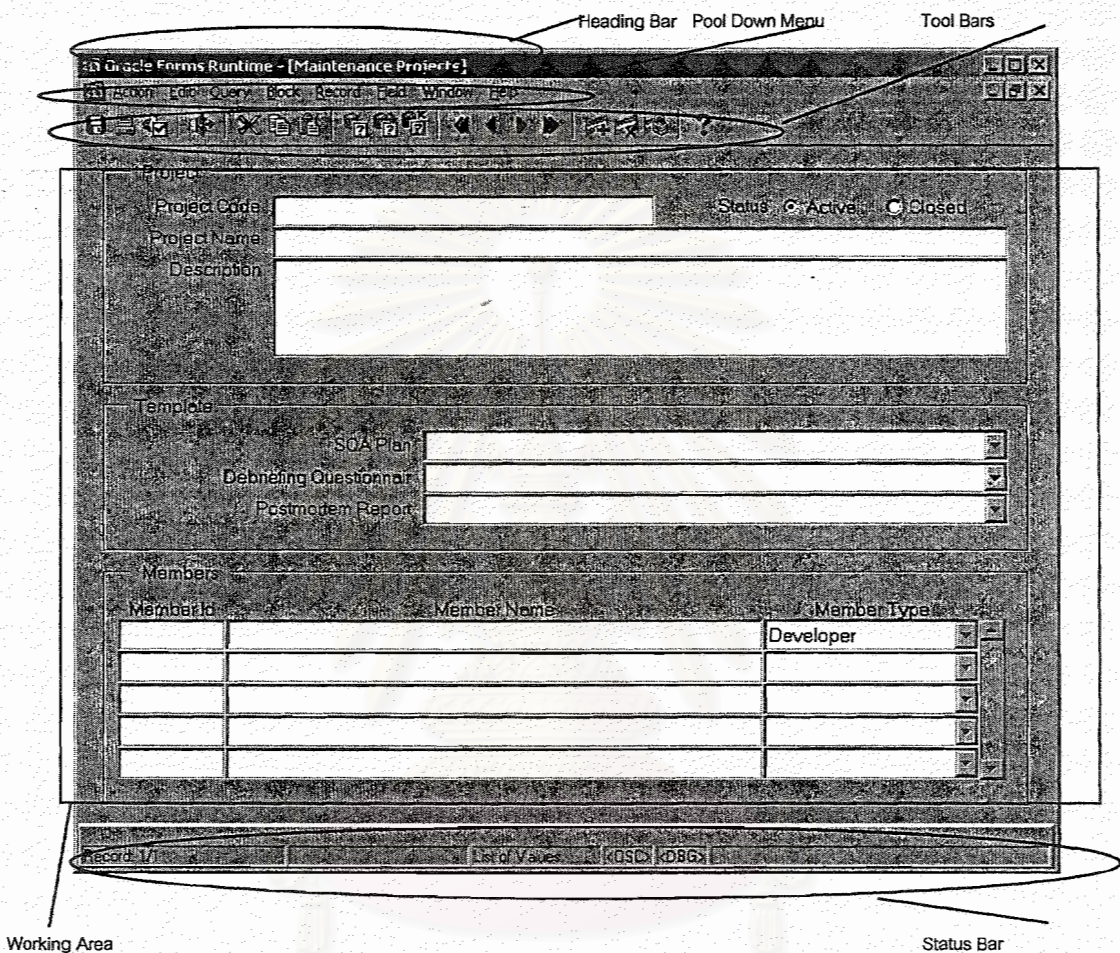 Heading Bar Pool Down Menu Tool Bars
Oracle Forms Runtime - [Maintenance Projects]
Action Edit Query Block Record Field Window Help
Project
Project Code Status Active Closed
Project Name
Description
Template
SQA Plan
Debriefing Questionnair
Postmortem Report
Members
Member Id Member Name Member Type
Developer
Record: 1/1 List of Values <OSC> <DBG>
Working Area Status Bar